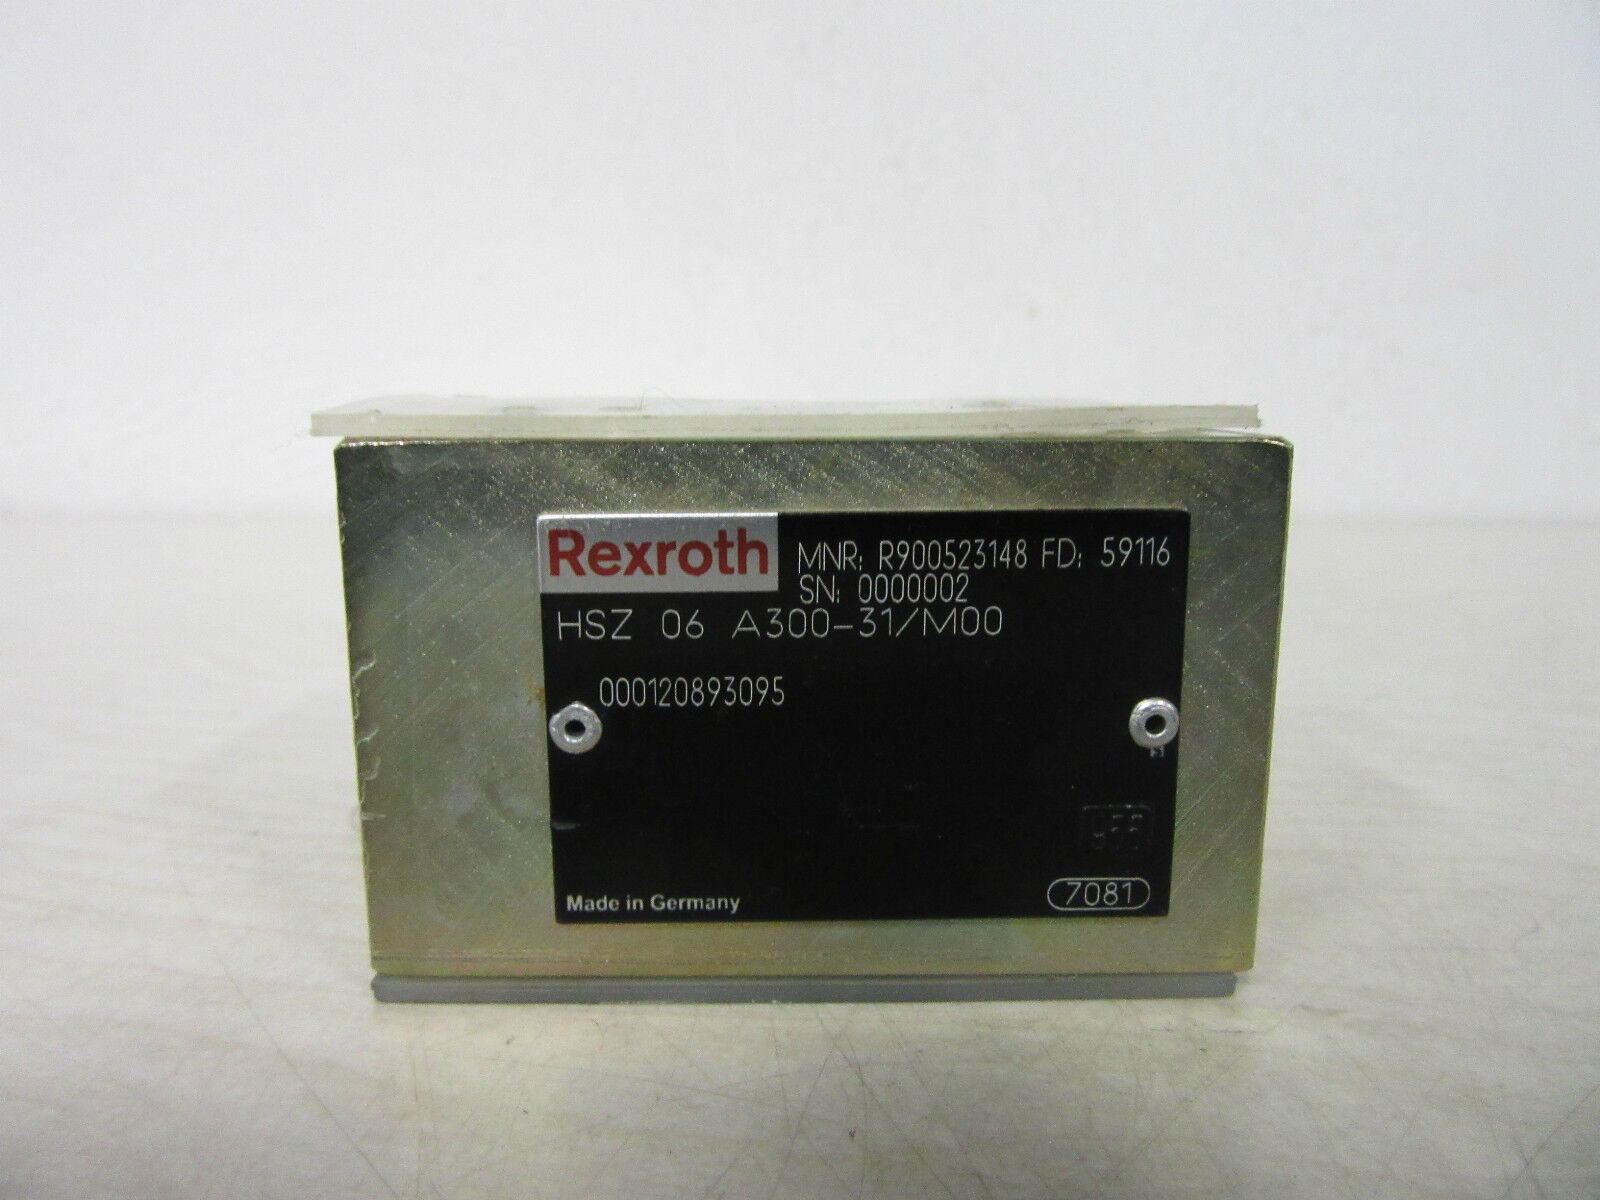 Rexroth
MNR: R900523148 FD: 59116
SN: 0000002
HSZ 06 A300-31/M00
000120893095
Made in Germany
7081